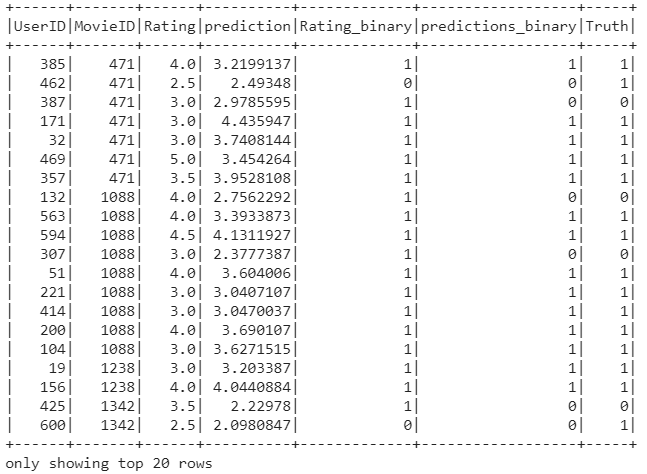 +------+-------+------+----------+-------------+------------------+-----+
|UserID|MovieID|Rating|prediction|Rating_binary|predictions_binary|Truth|
+------+-------+------+----------+-------------+------------------+-----+
|   385|    471|   4.0| 3.2199137|            1|                 1|    1|
|   462|    471|   2.5|   2.49348|            0|                 0|    1|
|   387|    471|   3.0| 2.9785595|            1|                 0|    0|
|   171|    471|   3.0|  4.435947|            1|                 1|    1|
|    32|    471|   3.0| 3.7408144|            1|                 1|    1|
|   469|    471|   5.0|  3.454264|            1|                 1|    1|
|   357|    471|   3.5| 3.9528108|            1|                 1|    1|
|   132|   1088|   4.0| 2.7562292|            1|                 0|    0|
|   563|   1088|   4.0| 3.3933873|            1|                 1|    1|
|   594|   1088|   4.5| 4.1311927|            1|                 1|    1|
|   307|   1088|   3.0| 2.3777387|            1|                 0|    0|
|    51|   1088|   4.0|  3.604006|            1|                 1|    1|
|   221|   1088|   3.0| 3.0407107|            1|                 1|    1|
|   414|   1088|   3.0| 3.0470037|            1|                 1|    1|
|   200|   1088|   4.0|  3.690107|            1|                 1|    1|
|   104|   1088|   3.0| 3.6271515|            1|                 1|    1|
|    19|   1238|   3.0|  3.203387|            1|                 1|    1|
|   156|   1238|   4.0| 4.0440884|            1|                 1|    1|
|   425|   1342|   3.5|   2.22978|            1|                 0|    0|
|   600|   1342|   2.5| 2.0980847|            0|                 0|    1|
+------+-------+------+----------+-------------+------------------+-----+
only showing top 20 rows